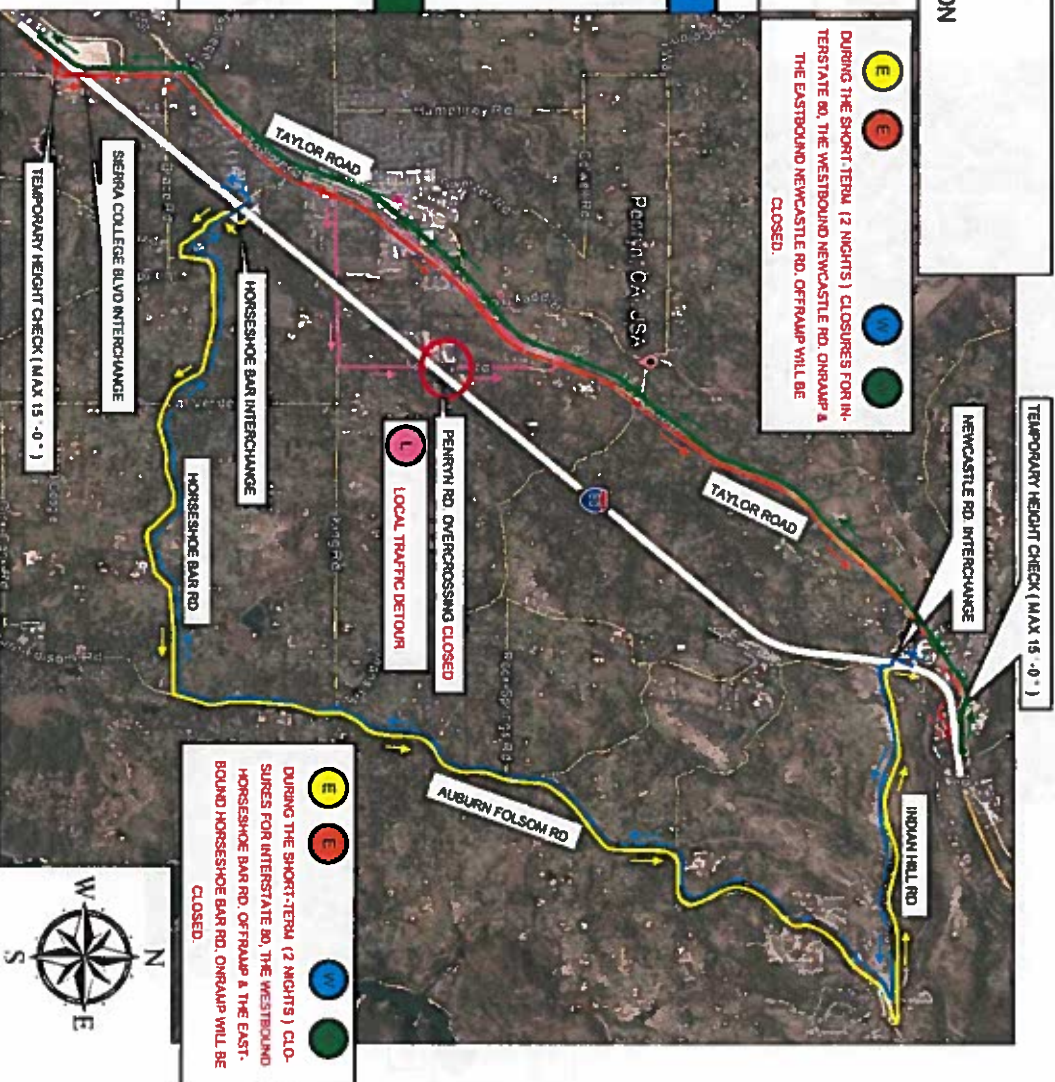 ON
E E W
DURING THE SHORT-TERM (2 NIGHTS) CLOSURES FOR IN-
TERSTATE 80, THE WESTBOUND NEWCASTLE RD. ONRAMP &
THE EASTBOUND NEWCASTLE RD. OFFRAMP WILL BE
CLOSED.
TEMPORARY HEIGHT CHECK ( MAX 15 '-0" )
NEWCASTLE RD. INTERCHANGE
Humphrey Rd
TAYLOR ROAD
Penryn, CA, USA
TAYLOR ROAD
SIERRA COLLEGE BLVD INTERCHANGE
TEMPORARY HEIGHT CHECK ( MAX 15 '-0" )
HORSESHOE BAR INTERCHANGE
PENRYN RD. OVERCROSSING CLOSED
L LOCAL TRAFFIC DETOUR
King Rd
HORSESHOE BAR RD
AUBURN FOLSOM RD
INDIAN HILL RD
E E W
DURING THE SHORT-TERM (2 NIGHTS) CLO-
SURES FOR INTERSTATE 80, THE WESTBOUND
HORSESHOE BAR RD. OFFRAMP & THE EAST-
BOUND HORSESHOE BAR RD. ONRAMP WILL BE
CLOSED.
N
W
E
S